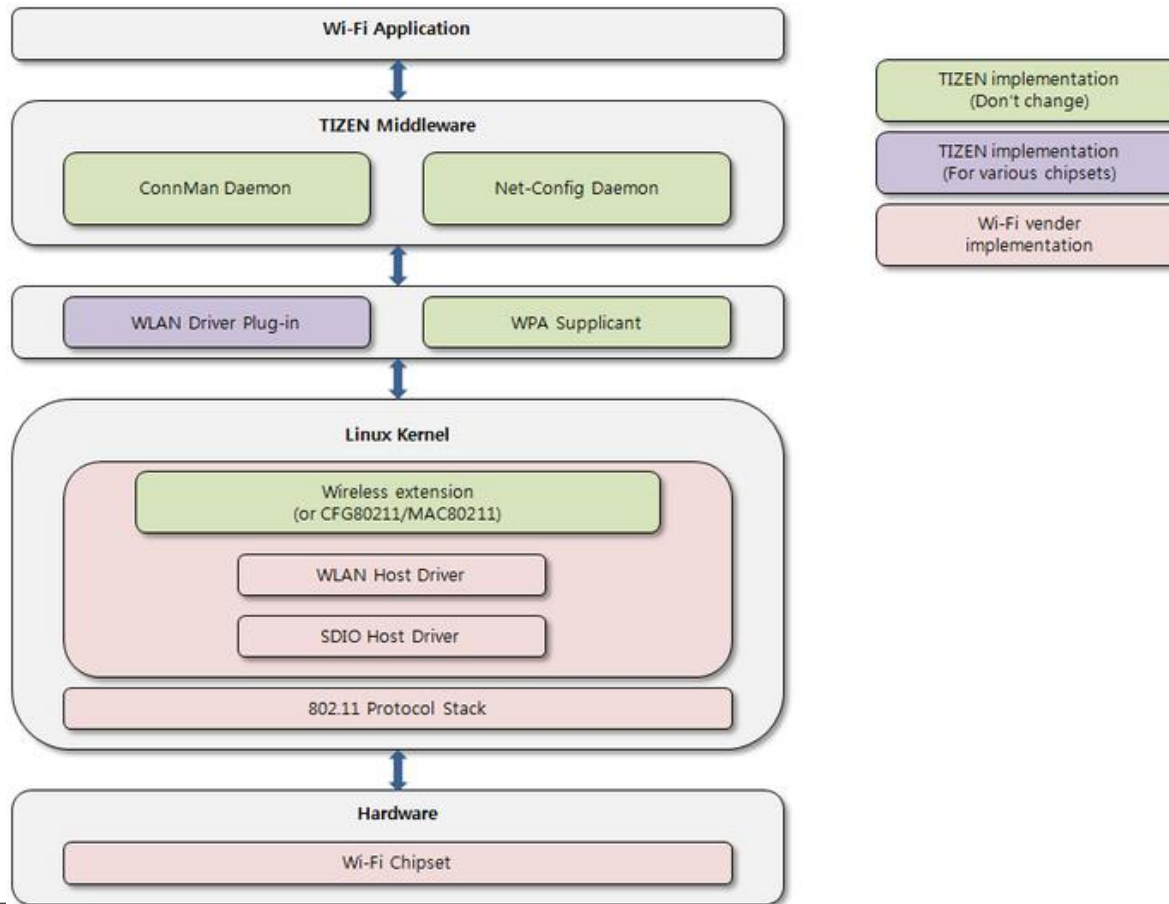 Wi-Fi Application
TIZEN Middleware
ConnMan Daemon
Net-Config Daemon
WLAN Driver Plug-in
WPA Supplicant
Linux Kernel
Wireless extension
(or CFG80211/MAC80211)
WLAN Host Driver
SDIO Host Driver
802.11 Protocol Stack
Hardware
Wi-Fi Chipset
TIZEN implementation
(Don't change)
TIZEN implementation
(For various chipsets)
Wi-Fi vender
implementation